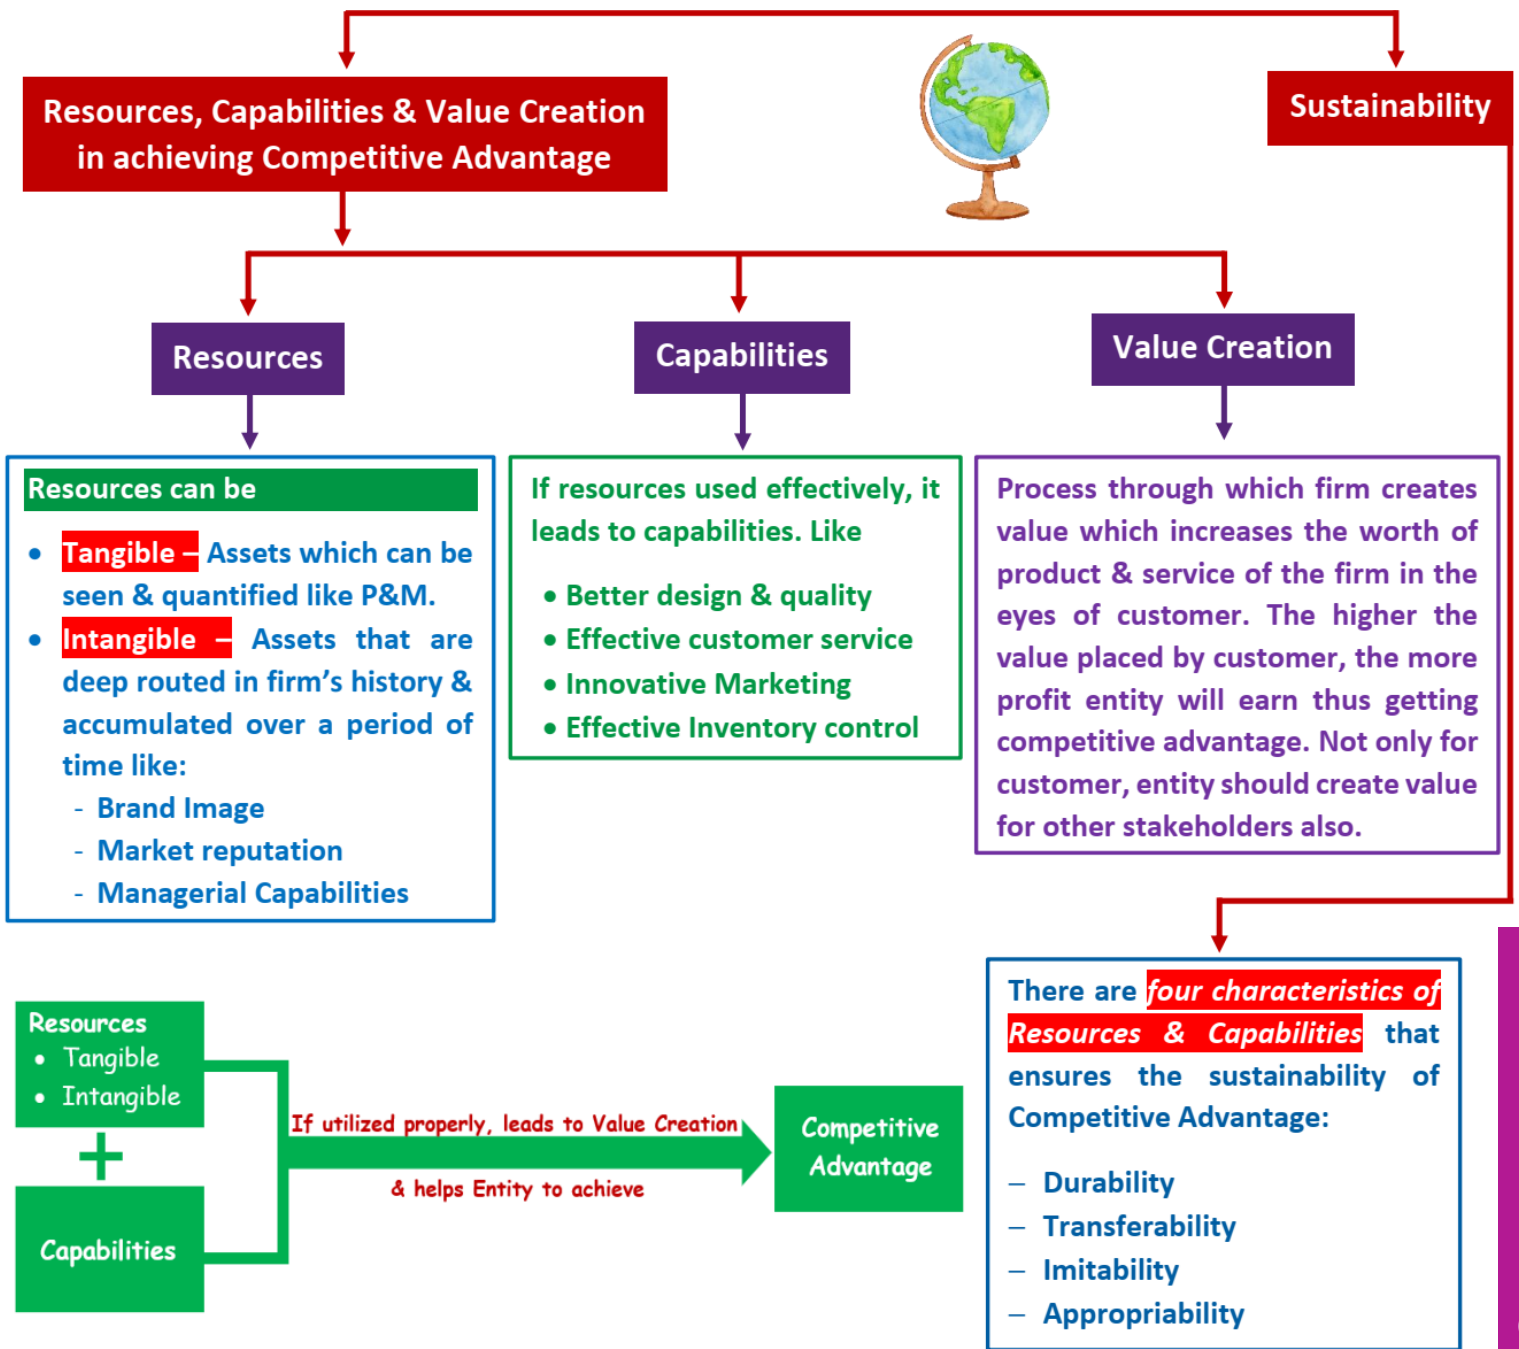 Resources, Capabilities & Value Creation
in achieving Competitive Advantage
Sustainability
Resources
Capabilities
Value Creation
Resources can be
• Tangible – Assets which can be
seen & quantified like P&M.
• Intangible – Assets that are
deep routed in firm's history &
accumulated over a period of
time like:
- Brand Image
- Market reputation
- Managerial Capabilities
If resources used effectively, it
leads to capabilities. Like
• Better design & quality
• Effective customer service
• Innovative Marketing
• Effective Inventory control
Process through which firm creates
value which increases the worth of
product & service of the firm in the
eyes of customer. The higher the
value placed by customer, the more
profit entity will earn thus getting
competitive advantage. Not only for
customer, entity should create value
for other stakeholders also.
Resources
• Tangible
• Intangible
+
Capabilities
If utilized properly, leads to Value Creation
& helps Entity to achieve
Competitive
Advantage
There are four characteristics of
Resources & Capabilities that
ensures the sustainability of
Competitive Advantage:
– Durability
– Transferability
– Imitability
– Appropriability